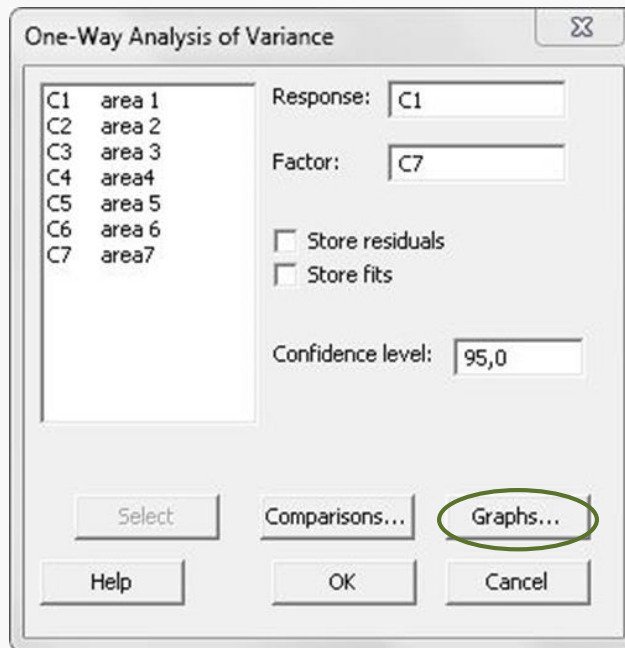 One-Way Analysis of Variance
C1 area 1
C2 area 2
C3 area 3
C4 area4
C5 area 5
C6 area 6
C7 area7
Response: C1
Factor: C7
Store residuals
Store fits
Confidence level: 95,0
Select Comparisons... Graphs...
Help OK Cancel